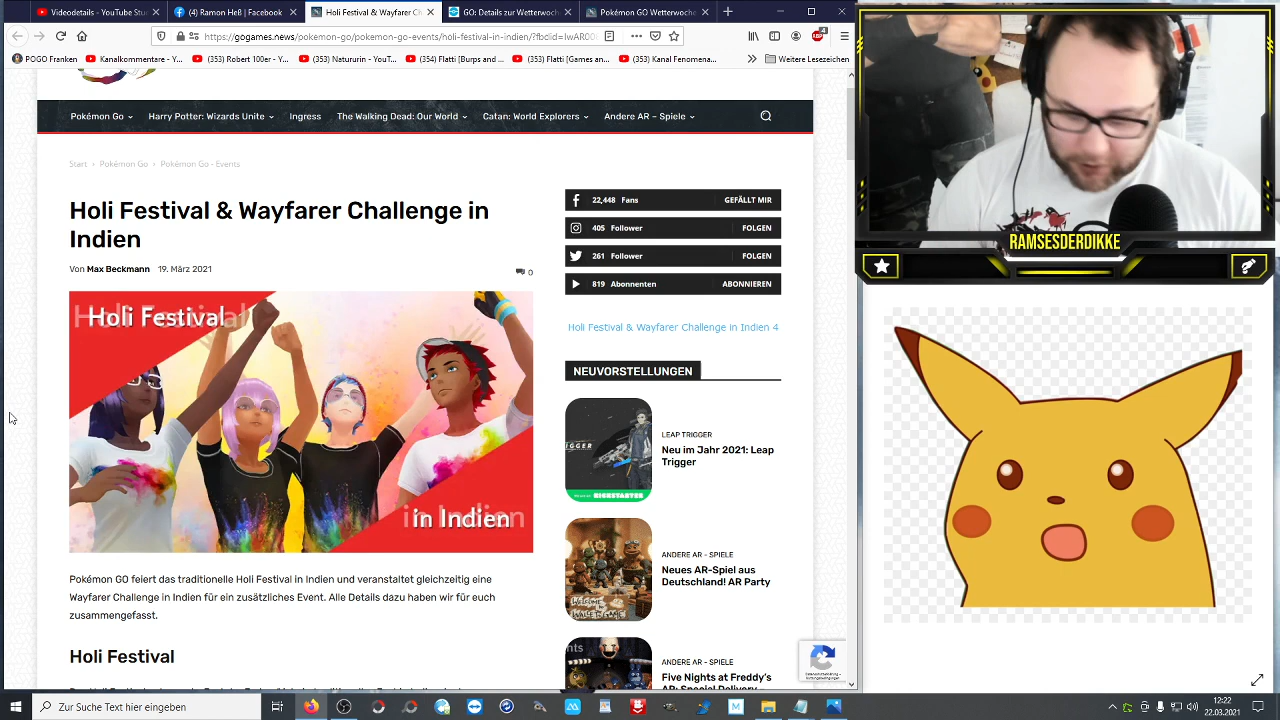 Videodetails - YouTube Stu
(4) Ramon Heß | Facebook
Holi Festival & Wayfarer Ch
GO: Details zur Wetterwoch
Pokémon GO Wetterwoche
https://gogames.news/pokemon-go/pokemon-go-events/holi-festival-
POGO Franken
Kanalkommentare - Y...
(353) Robert 100er - Y...
(353) Natururin - YouT...
(354) Flatti [Burps and ...
(353) Flatti [Games an...
(353) Kanal Fenomena...
Weitere Lesezeichen
Pokémon Go
Harry Potter: Wizards Unite
Ingress
The Walking Dead: Our World
Catan: World Explorers
Andere AR – Spiele
Start › Pokémon Go › Pokémon Go - Events
Holi Festival & Wayfarer Challenge in
Indien
Von Max Beckmann 19. März 2021
0
Holi Festival
in Indien
Pokémon GO feiert das traditionelle Holi Festival in Indien und veranstaltet gleichzeitig eine
Wayfarer Challenge in Indien für ein zusätzliches Event. Alle Details dazu haben wir für euch
zusammengefasst.
Holi Festival
22,448 Fans GEFÄLLT MIR
405 Follower FOLGEN
261 Follower FOLGEN
819 Abonnenten ABONNIEREN
Holi Festival & Wayfarer Challenge in Indien 4
NEUVORSTELLUNGEN
KICKSTARTER
LEAP TRIGGER
Neu im Jahr 2021: Leap
Trigger
ANDERE AR - SPIELE
Neues AR-Spiel aus
Deutschland! AR Party
ANDERE AR - SPIELE
Five Nights at Freddy's
AR: Special Delivery
RAMSESDERDIKKE
Zur Suche Text hier eingeben
12:22
22.03.2021